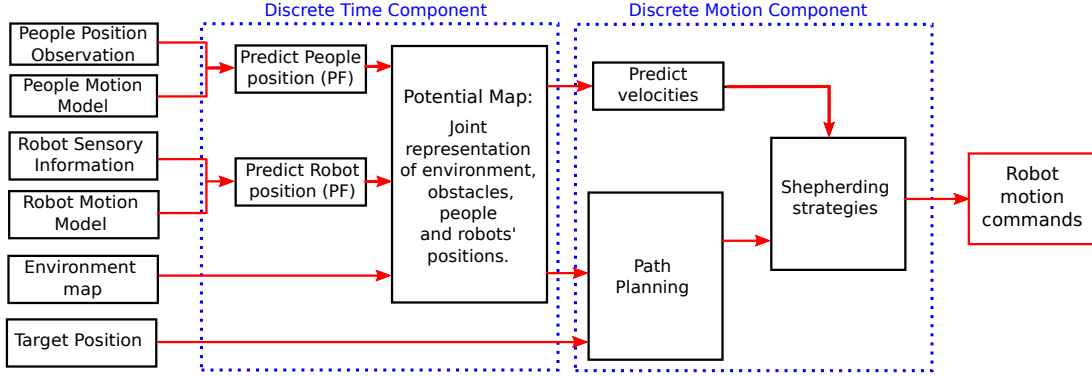 Discrete Time Component
Discrete Motion Component
People Position
Observation
People Motion
Model
Robot Sensory
Information
Robot Motion
Model
Environment
map
Target Position
Predict People
position (PF)
Predict Robot
position (PF)
Potential Map:
Joint
representation
of environment,
obstacles,
people
and robots'
positions.
Predict
velocities
Path
Planning
Shepherding
strategies
Robot
motion
commands